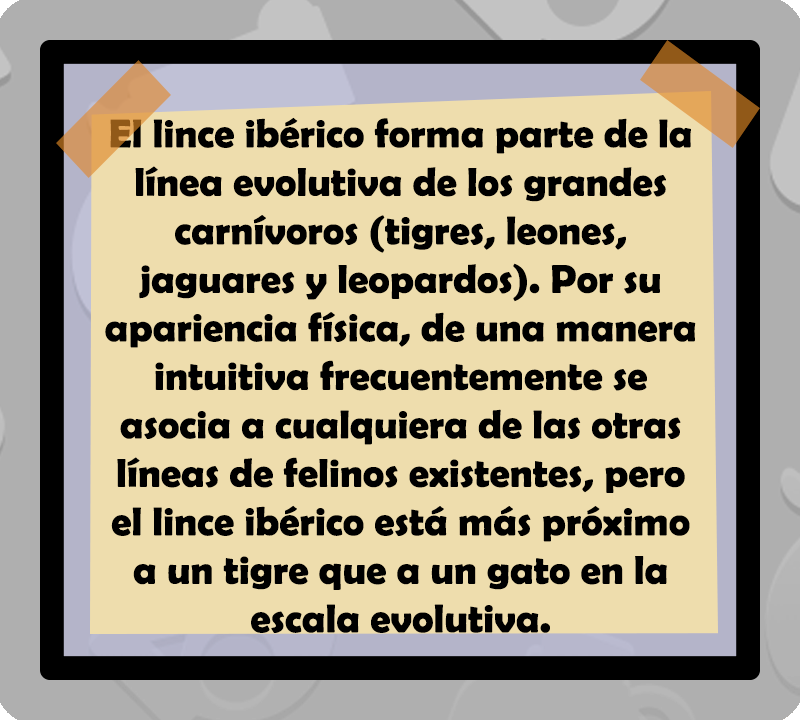 El lince ibérico forma parte de la
línea evolutiva de los grandes
carnívoros (tigres, leones,
jaguares y leopardos). Por su
apariencia física, de una manera
intuitiva frecuentemente se
asocia a cualquiera de las otras
líneas de felinos existentes, pero
el lince ibérico está más próximo
a un tigre que a un gato en la
escala evolutiva.